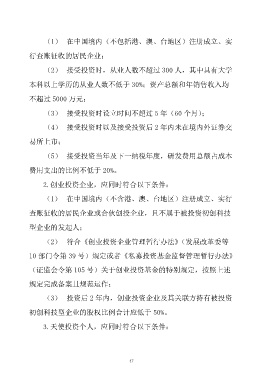 （1） 在中国境内（不包括港、澳、台地区）注册成立、实
行查账征收的居民企业；
（2） 接受投资时，从业人数不超过 300 人，其中具有大学
本科以上学历的从业人数不低于 30%；资产总额和年销售收入均
不超过 5000 万元；
（3） 接受投资时设立时间不超过 5 年（60 个月）；
（4） 接受投资时以及接受投资后 2 年内未在境内外证券交
易所上市；
（5） 接受投资当年及下一纳税年度，研发费用总额占成本
费用支出的比例不低于 20%。
2.创业投资企业，应同时符合以下条件：
（1） 在中国境内（不含港、澳、台地区）注册成立、实行
查账征收的居民企业或合伙创投企业，且不属于被投资初创科技
型企业的发起人；
（2） 符合《创业投资企业管理暂行办法》（发展改革委等
10 部门令第 39 号）规定或者《私募投资基金监督管理暂行办法》
（证监会令第 105 号）关于创业投资基金的特别规定，按照上述
规定完成备案且规范运作；
（3） 投资后 2 年内，创业投资企业及其关联方持有被投资
初创科技型企业的股权比例合计应低于 50%。
3.天使投资个人，应同时符合以下条件：